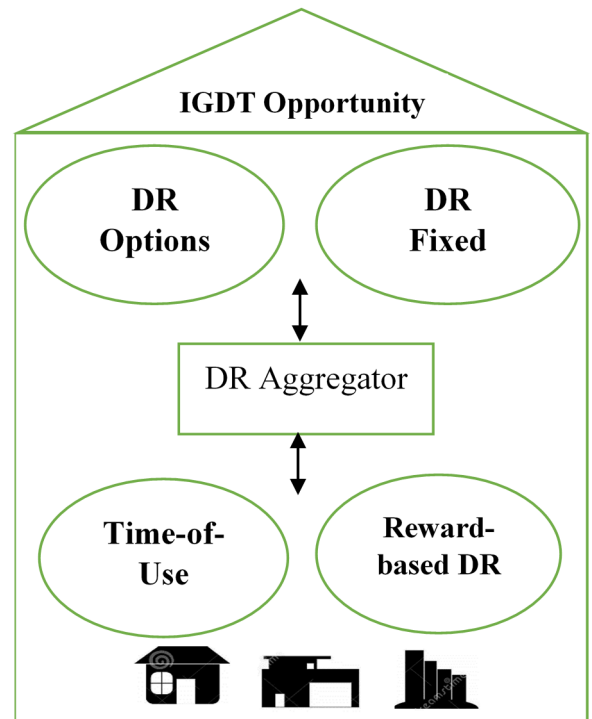 IGDT Opportunity
DR
Options
DR
Fixed
DR Aggregator
Time-of-
Use
Reward-
based DR